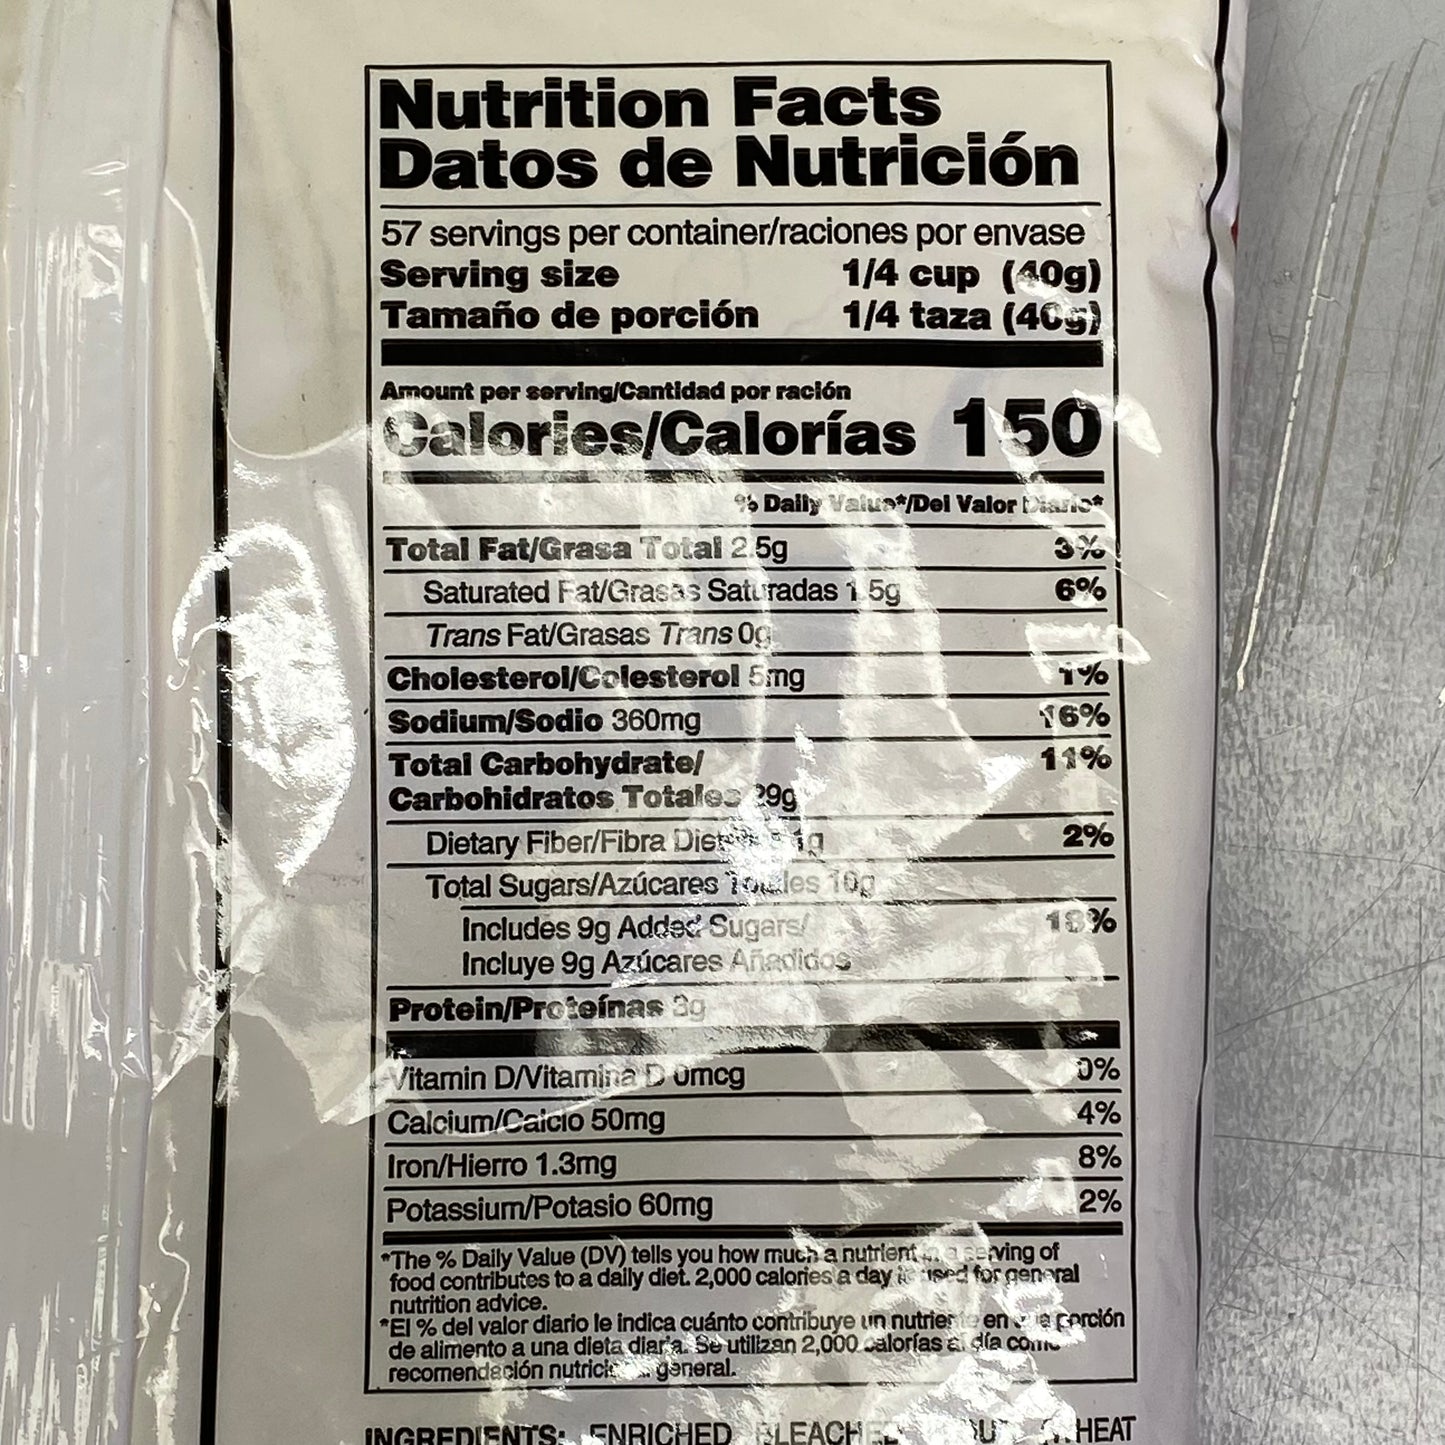 Nutrition Facts
Datos de Nutrición
57 servings per container/raciones por envase
Serving size 1/4 cup (40g)
Tamaño de porción 1/4 taza (40g)
Amount per serving/Cantidad por ración
Calories/Calorías 150
% Daily Value*/Del Valor Diario*
Total Fat/Grasa Total 2.5g 3%
Saturated Fat/Grasas Saturadas 1.5g 6%
Trans Fat/Grasas Trans 0g
Cholesterol/Colesterol 5mg 1%
Sodium/Sodio 360mg 16%
Total Carbohydrate/ 11%
Carbohidratos Totales 29g
Dietary Fiber/Fibra 1g 2%
Total Sugars/Azúcares Totales 10g
Includes 9g Added Sugars/ 18%
Incluye 9g Azúcares Añadidos
Protein/Proteínas 3g
Vitamin D/Vitamina D 0mcg 0%
Calcium/Calcio 50mg 4%
Iron/Hierro 1.3mg 8%
Potassium/Potasio 60mg 2%
*The % Daily Value (DV) tells you how much a nutrient in a serving of
food contributes to a daily diet. 2,000 calories a day is used for general
nutrition advice.
*El % del valor diario le indica cuánto contribuye un nutriente en una porción
de alimento a una dieta diaria. Se utilizan 2,000 calorías al día como
recomendación general.
INGREDIENTS: ENRICHED BLEACHED WHEAT